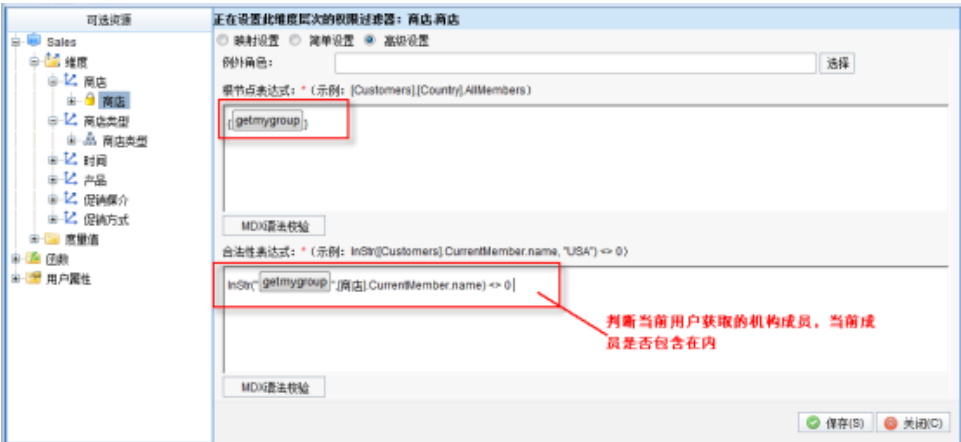 可选资源
Sales
维度
商店
商店
商店类型
商店类型
时间
产品
促销媒介
促销方式
度量值
函数
用户属性
正在设置此维度层次的权限过滤器：商店.商店
映射设置 简单设置 高级设置
例外角色： 选择
根节点表达式：*（示例：[Customers].[Country].AllMembers）
{ getmygroup }
MDX语法校验
合法性表达式：*（示例：InStr([Customers].CurrentMember.name, "USA") <> 0）
InStr(" getmygroup ",[商店].CurrentMember.name) <> 0
判断当前用户获取的机构成员，当前成
员是否包含在内
MDX语法校验
保存(S) 关闭(C)